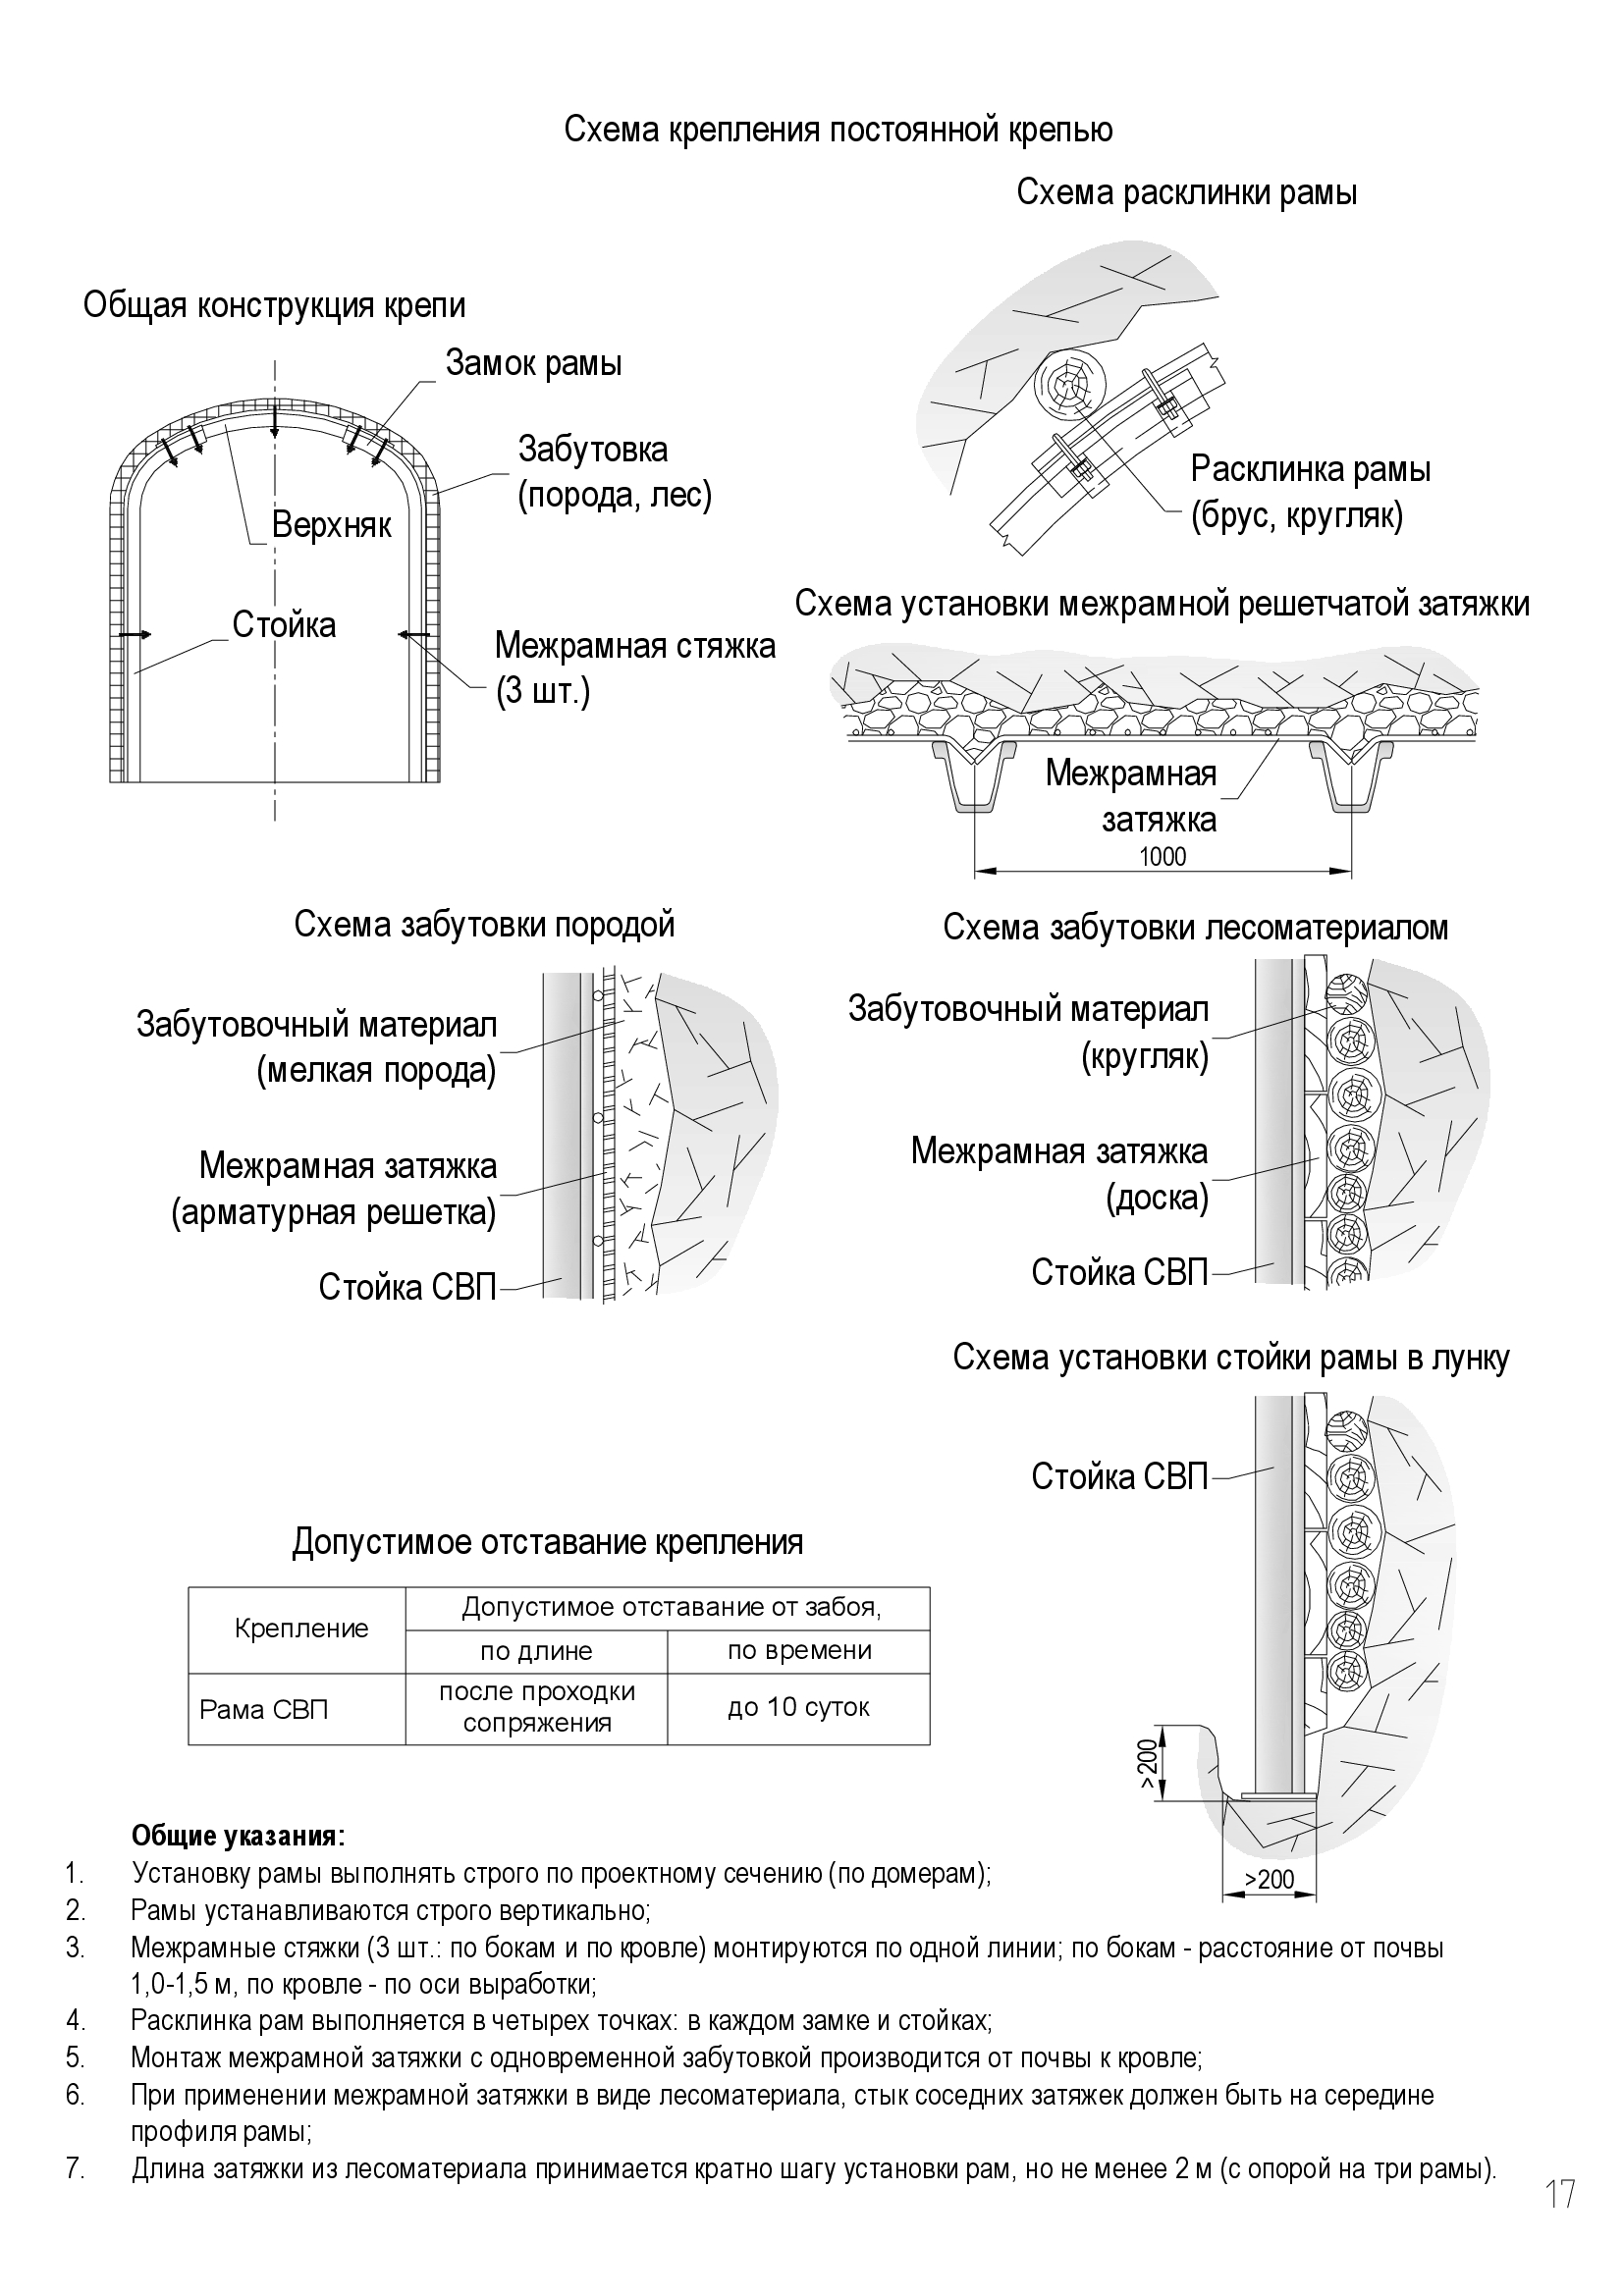 Схема крепления постоянной крепью
Схема расклинки рамы
Общая конструкция крепи
Замок рамы
Забутовка
(порода, лес)
Верхняк
Стойка
Межрамная стяжка
(3 шт.)
Расклинка рамы
(брус, кругляк)
Схема установки межрамной решетчатой затяжки
Межрамная
затяжка
1000
Схема забутовки породой
Забутовочный материал
(мелкая порода)
Межрамная затяжка
(арматурная решетка)
Стойка СВП
Схема забутовки лесоматериалом
Забутовочный материал
(кругляк)
Межрамная затяжка
(доска)
Стойка СВП
Схема установки стойки рамы в лунку
Стойка СВП
>200
>200
Допустимое отставание крепления
Крепление
Допустимое отставание от забоя,
по длине
по времени
Рама СВП
после проходки
сопряжения
до 10 суток
Общие указания:
1. Установку рамы выполнять строго по проектному сечению (по домерам);
2. Рамы устанавливаются строго вертикально;
3. Межрамные стяжки (3 шт.: по бокам и по кровле) монтируются по одной линии; по бокам - расстояние от почвы
1,0-1,5 м, по кровле - по оси выработки;
4. Расклинка рам выполняется в четырех точках: в каждом замке и стойках;
5. Монтаж межрамной затяжки с одновременной забутовкой производится от почвы к кровле;
6. При применении межрамной затяжки в виде лесоматериала, стык соседних затяжек должен быть на середине
профиля рамы;
7. Длина затяжки из лесоматериала принимается кратно шагу установки рам, но не менее 2 м (с опорой на три рамы).
17